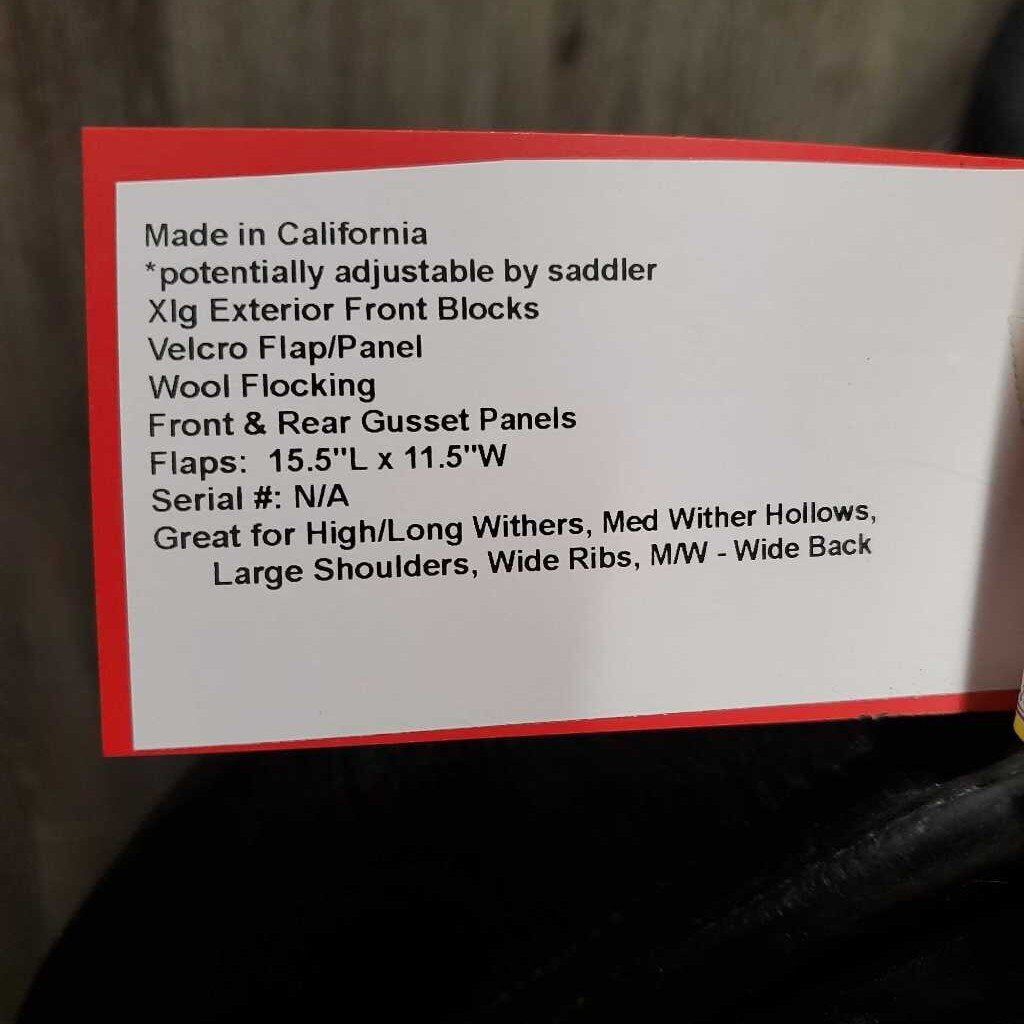 Made in California
*potentially adjustable by saddler
Xlg Exterior Front Blocks
Velcro Flap/Panel
Wool Flocking
Front & Rear Gusset Panels
Flaps: 15.5"L x 11.5"W
Serial #: N/A
Great for High/Long Withers, Med Wither Hollows,
Large Shoulders, Wide Ribs, M/W - Wide Back